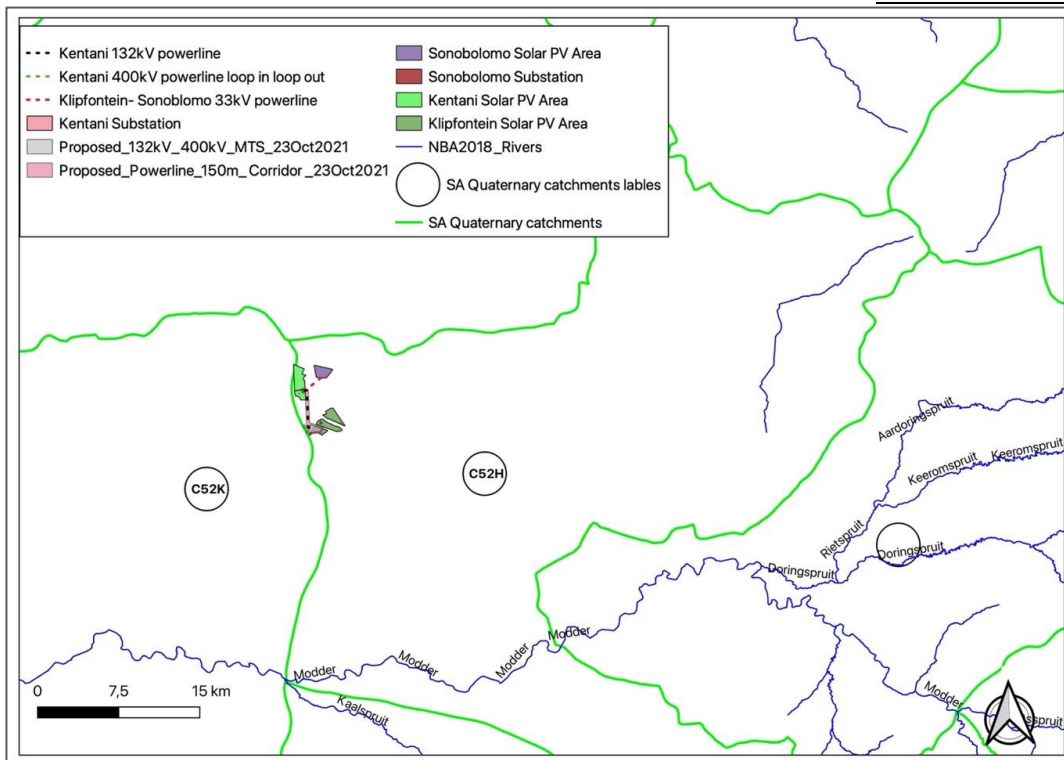 Kentani 132kV powerline
Kentani 400kV powerline loop in loop out
Klipfontein- Sonoblomo 33kV powerline
Kentani Substation
Proposed_132kV_400kV_MTS_23Oct2021
Proposed_Powerline_150m_Corridor_23Oct2021
Sonobolomo Solar PV Area
Sonobolomo Substation
Kentani Solar PV Area
Klipfontein Solar PV Area
NBA2018_Rivers
SA Quaternary catchments lables
SA Quaternary catchments
Aardoringspruit
Keeromspruit
Keeromspruit
C52K
C52H
Rietspruit
Doringspruit
Doringspruit
Modder
Modder
Modder
Modder
Modder
Kaalspruit
sspruit
0 7,5 15 km